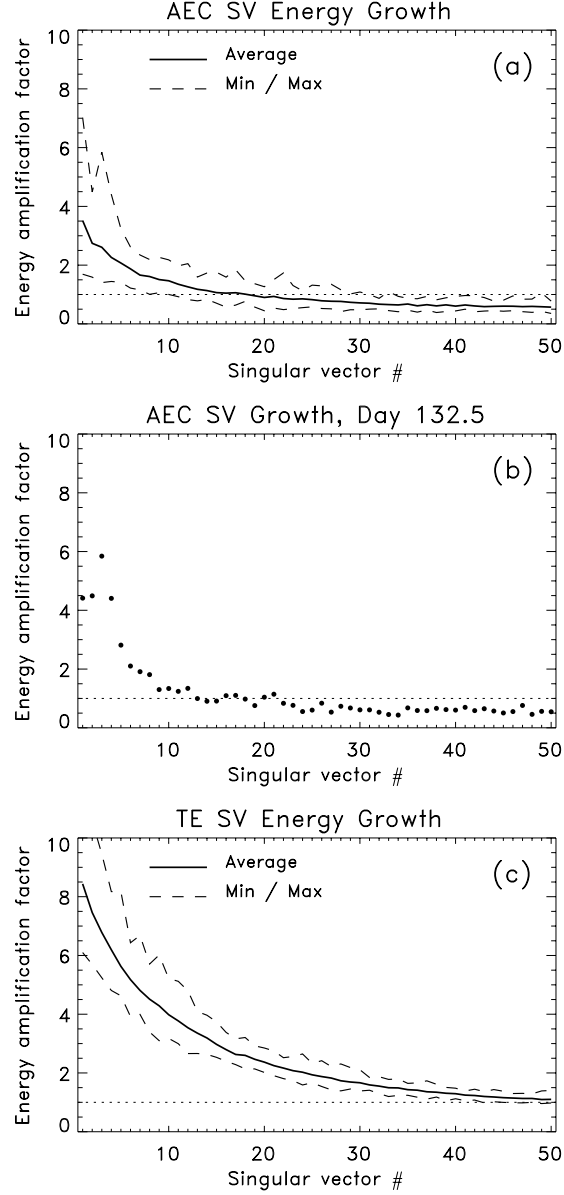 AEC SV Energy Growth
10
8
6
4
2
0
Energy amplification factor
Average
Min / Max
(a)
10 20 30 40 50
Singular vector #
AEC SV Growth, Day 132.5
10
8
6
4
2
0
Energy amplification factor
(b)
10 20 30 40 50
Singular vector #
TE SV Energy Growth
10
8
6
4
2
0
Energy amplification factor
Average
Min / Max
(c)
10 20 30 40 50
Singular vector #